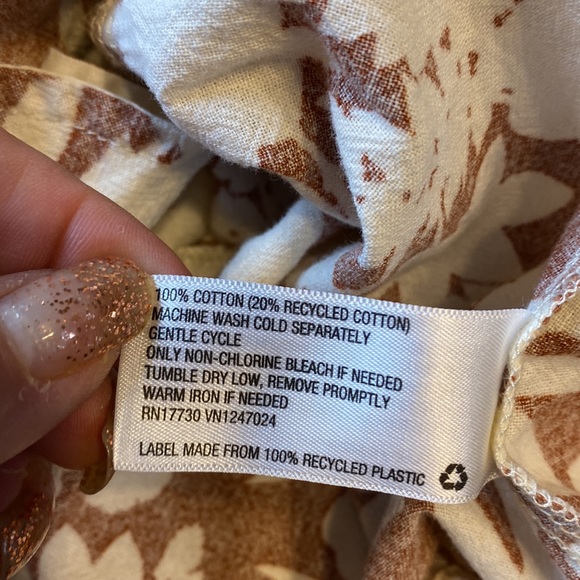 100% COTTON (20% RECYCLED COTTON)
MACHINE WASH COLD SEPARATELY
GENTLE CYCLE
ONLY NON-CHLORINE BLEACH IF NEEDED
TUMBLE DRY LOW, REMOVE PROMPTLY
WARM IRON IF NEEDED
RN17730 VN1247024
LABEL MADE FROM 100% RECYCLED PLASTIC